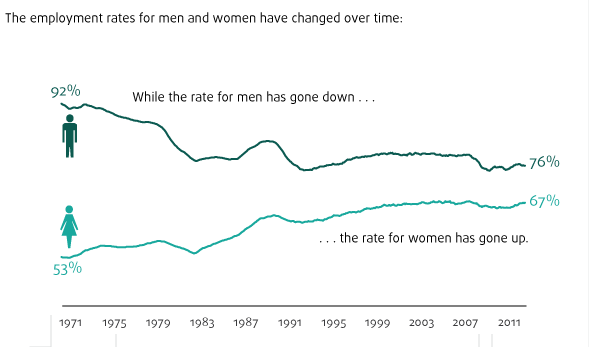 The employment rates for men and women have changed over time:
92%
While the rate for men has gone down . . .
76%
67%
. . . the rate for women has gone up.
53%
1971 1975 1979 1983 1987 1991 1995 1999 2003 2007 2011